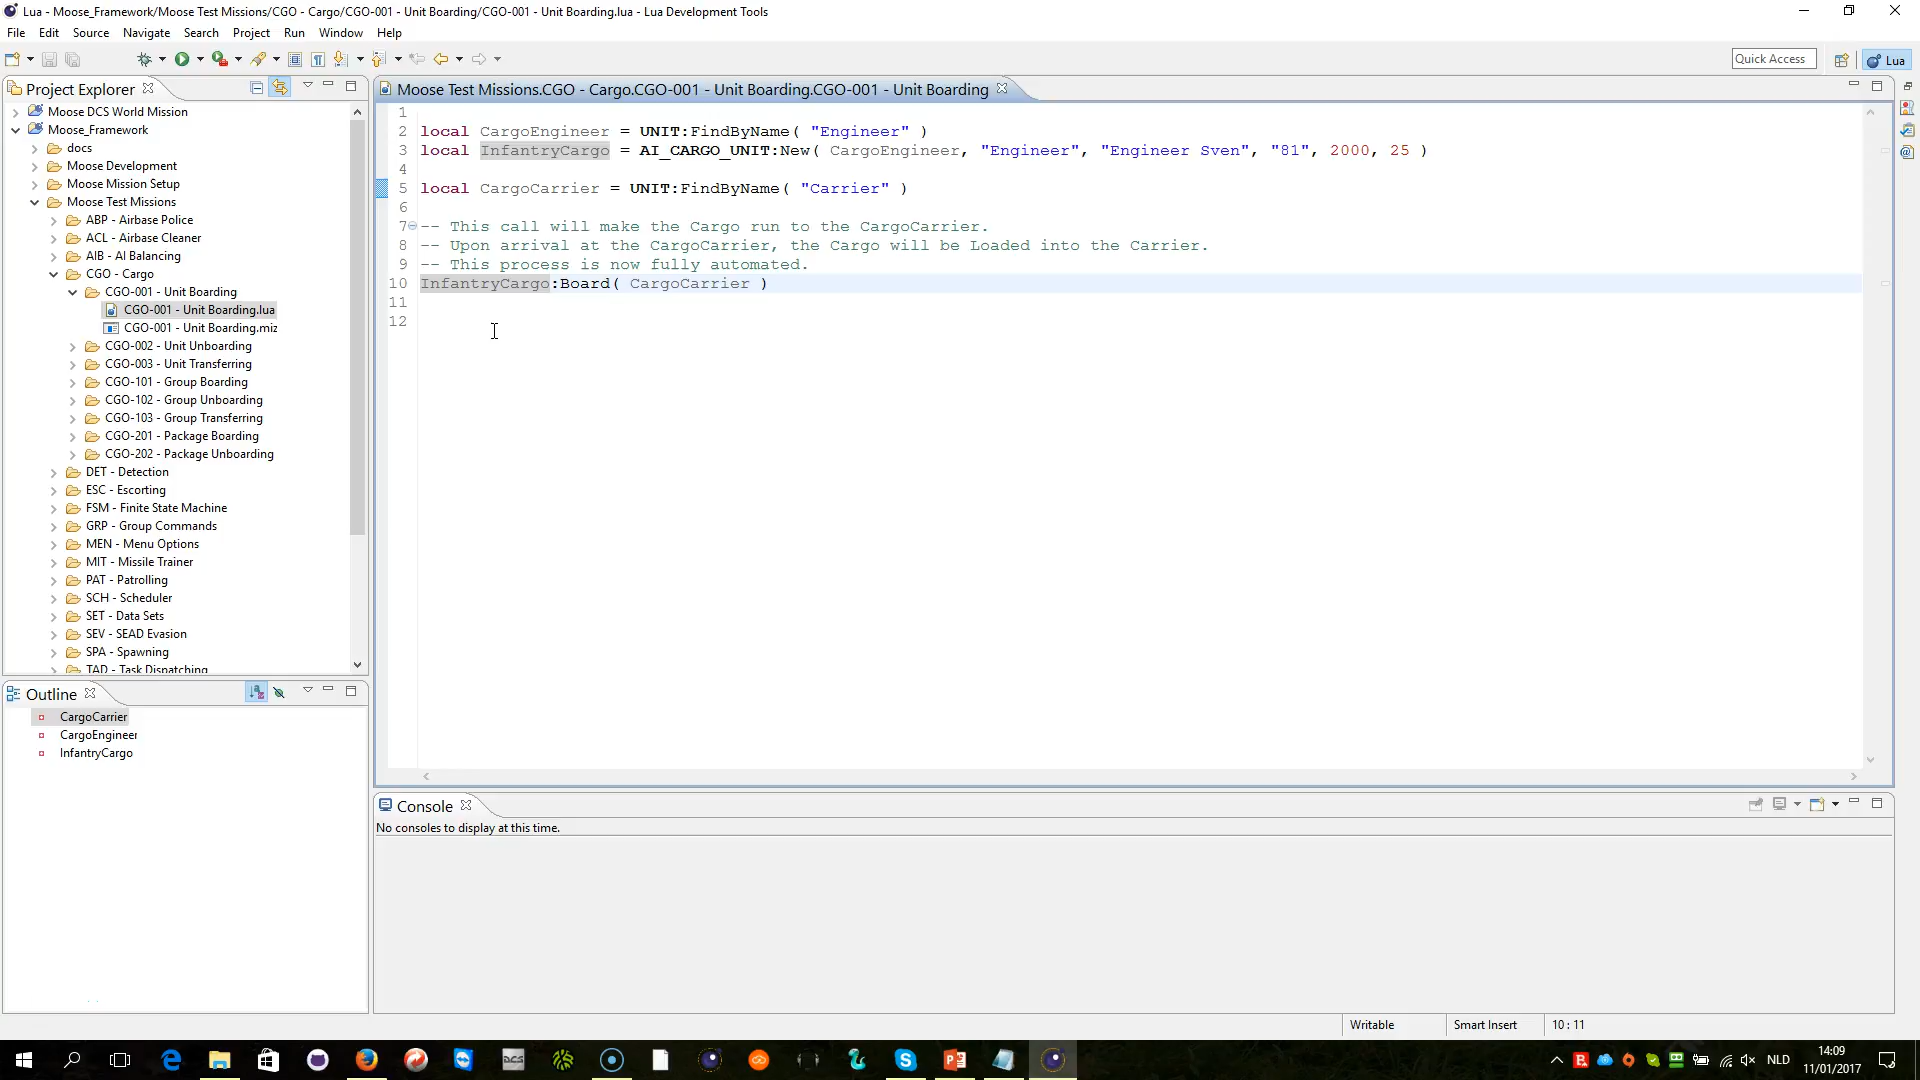 Lua - Moose_Framework/Moose Test Missions/CGO - Cargo/CGO-001 - Unit Boarding/CGO-001 - Unit Boarding.lua - Lua Development Tools
File Edit Source Navigate Search Project Run Window Help
Quick Access
Lua
Project Explorer
Moose DCS World Mission
Moose_Framework
docs
Moose Development
Moose Mission Setup
Moose Test Missions
ABP - Airbase Police
ACL - Airbase Cleaner
AIB - AI Balancing
CGO - Cargo
CGO-001 - Unit Boarding
CGO-001 - Unit Boarding.lua
CGO-001 - Unit Boarding.miz
CGO-002 - Unit Unboarding
CGO-003 - Unit Transferring
CGO-101 - Group Boarding
CGO-102 - Group Unboarding
CGO-103 - Group Transferring
CGO-201 - Package Boarding
CGO-202 - Package Unboarding
DET - Detection
ESC - Escorting
FSM - Finite State Machine
GRP - Group Commands
MEN - Menu Options
MIT - Missile Trainer
PAT - Patrolling
SCH - Scheduler
SET - Data Sets
SEV - SEAD Evasion
SPA - Spawning
TAD - Task Dispatching
Outline
CargoCarrier
CargoEngineer
InfantryCargo
Moose Test Missions.CGO - Cargo.CGO-001 - Unit Boarding.CGO-001 - Unit Boarding
1
2 local CargoEngineer = UNIT:FindByName( "Engineer" )
3 local InfantryCargo = AI_CARGO_UNIT:New( CargoEngineer, "Engineer", "Engineer Sven", "81", 2000, 25 )
4
5 local CargoCarrier = UNIT:FindByName( "Carrier" )
6
7 -- This call will make the Cargo run to the CargoCarrier.
8 -- Upon arrival at the CargoCarrier, the Cargo will be Loaded into the Carrier.
9 -- This process is now fully automated.
10 InfantryCargo:Board( CargoCarrier )
11
12
Console
No consoles to display at this time.
Writable Smart Insert 10 : 11
DCS
NLD
14:09
11/01/2017